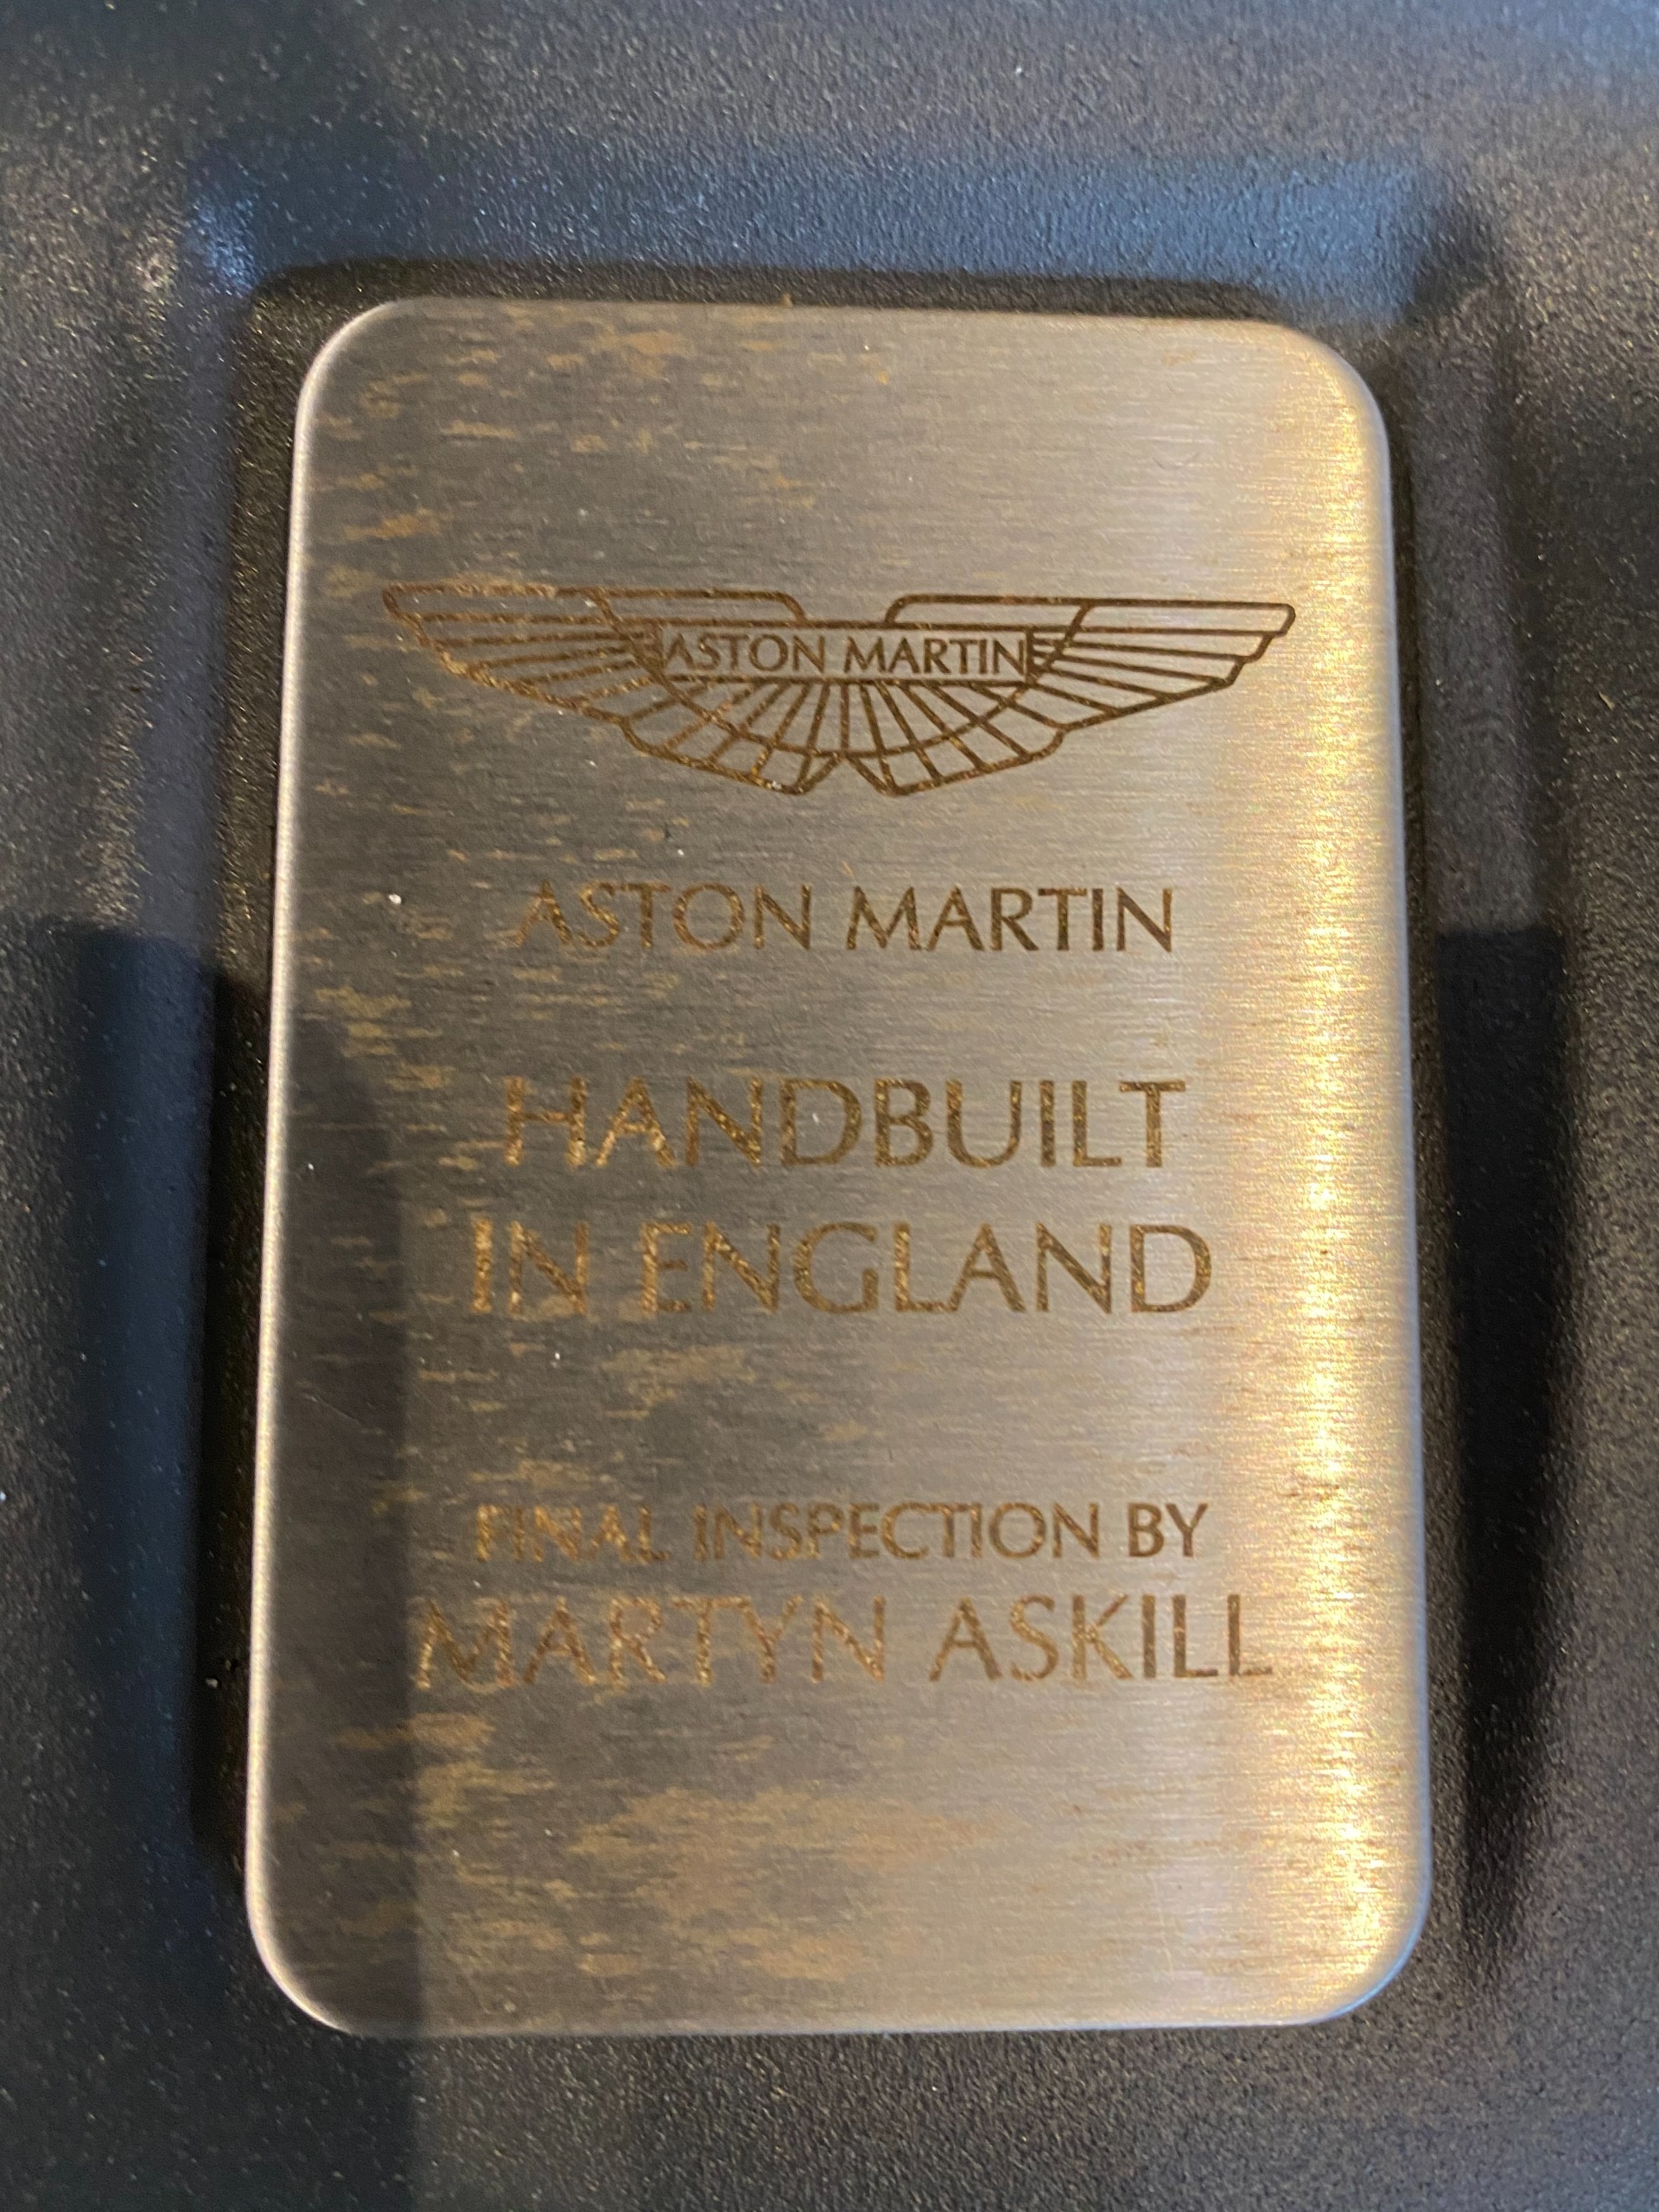 ASTON MARTIN
ASTON MARTIN
HANDBUILT
IN ENGLAND
FINAL INSPECTION BY
MARTYN ASKILL